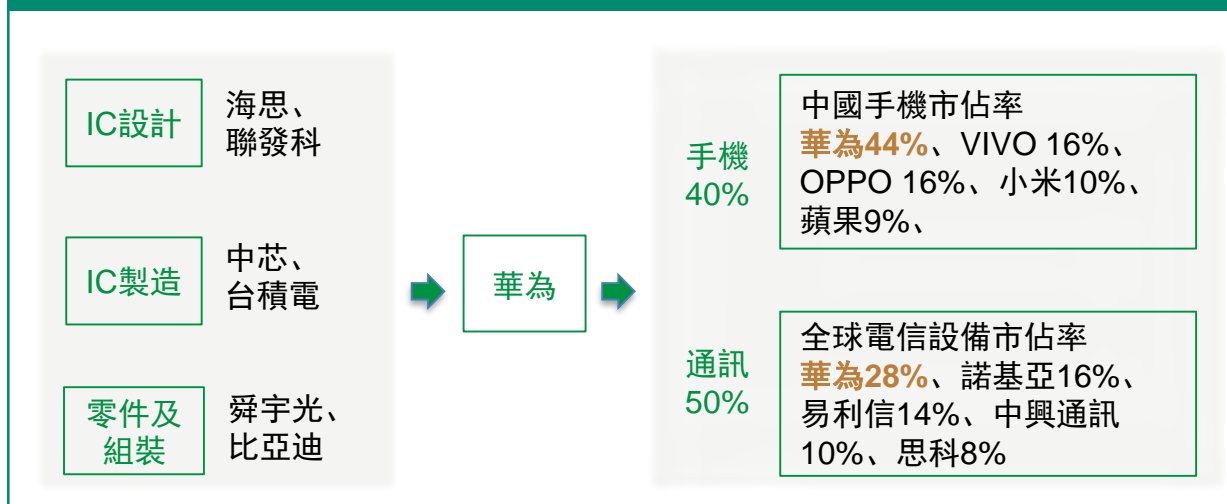 IC設計
海思、
聯發科
IC製造
中芯、
台積電
零件及
組裝
舜宇光、
比亞迪
華為
手機
40%
中國手機市佔率
華為44%、VIVO 16%、
OPPO 16%、小米10%、
蘋果9%、
通訊
50%
全球電信設備市佔率
華為28%、諾基亞16%、
易利信14%、中興通訊
10%、思科8%